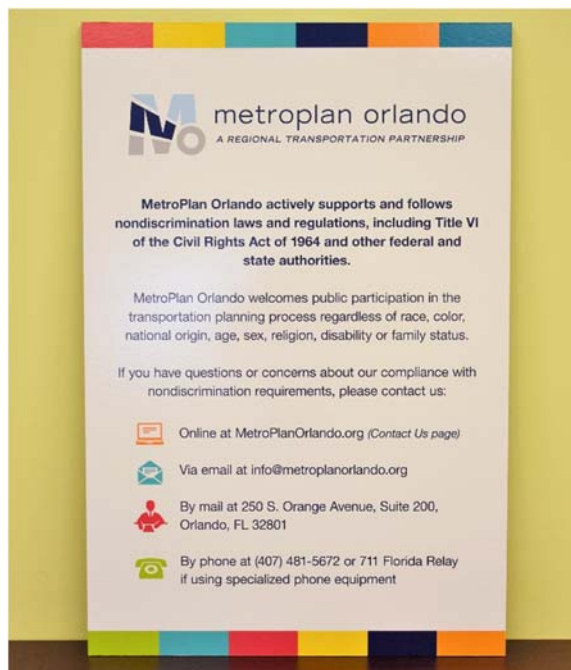 metroplan orlando
A REGIONAL TRANSPORTATION PARTNERSHIP
MetroPlan Orlando actively supports and follows
nondiscrimination laws and regulations, including Title VI
of the Civil Rights Act of 1964 and other federal and
state authorities.
MetroPlan Orlando welcomes public participation in the
transportation planning process regardless of race, color,
national origin, age, sex, religion, disability or family status.
If you have questions or concerns about our compliance with
nondiscrimination requirements, please contact us:
Online at MetroPlanOrlando.org (Contact Us page)
Via email at info@metroplanorlando.org
By mail at 250 S. Orange Avenue, Suite 200,
Orlando, FL 32801
By phone at (407) 481-5672 or 711 Florida Relay
if using specialized phone equipment